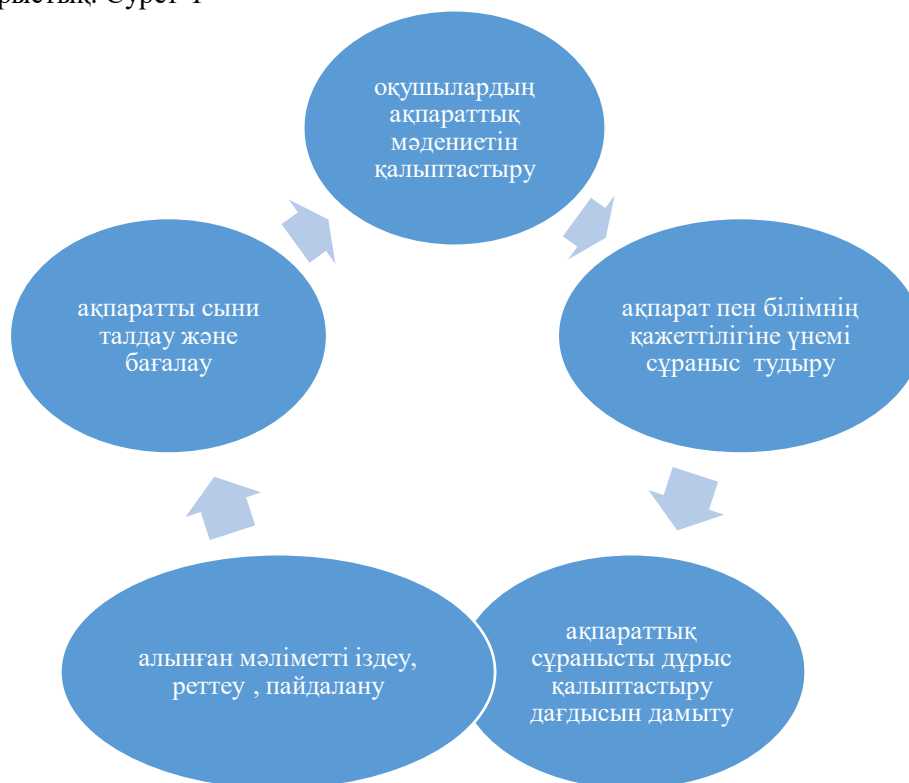 оқушылардың
ақпараттық
мәдениетін
қалыптастыру
ақпарат пен білімнің
қажеттілігіне үнемі
сұраныс тудыру
ақпараттық
сұранысты дұрыс
қалыптастыру
дағдысын дамыту
алынған мәліметті іздеу,
реттеу , пайдалану
ақпаратты сыни
талдау және
бағалау